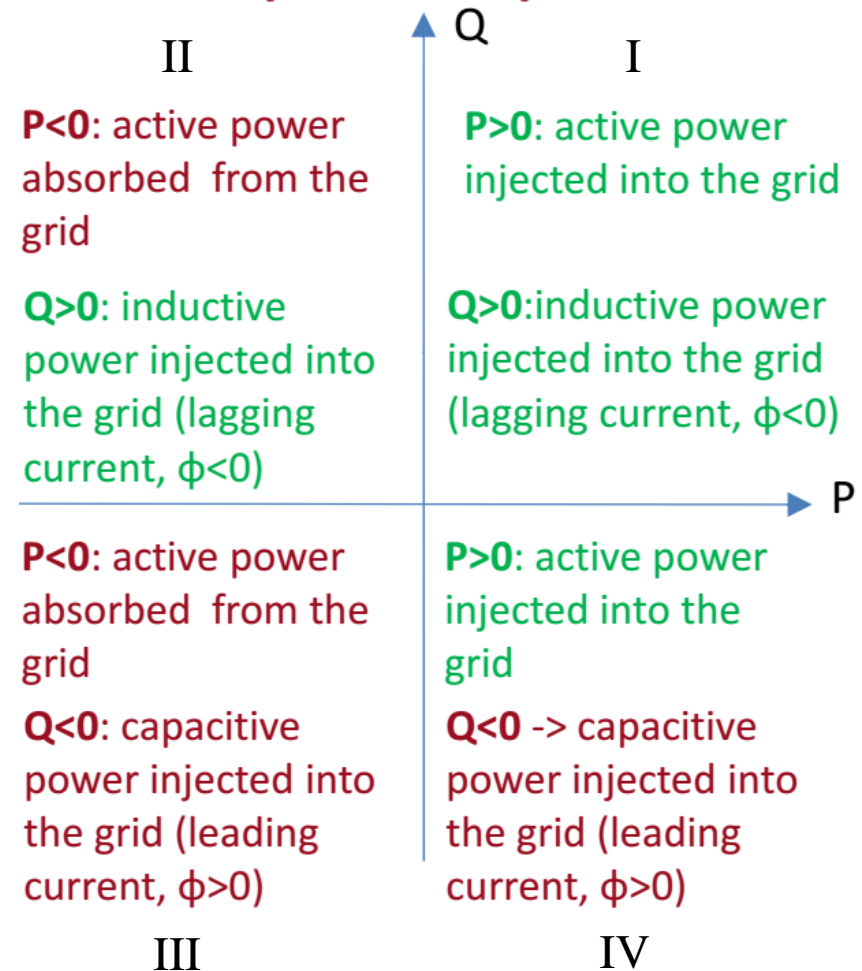 Q
II
I
P<0: active power
absorbed from the
grid
P>0: active power
injected into the grid
Q>0: inductive
power injected into
the grid (lagging
current, ϕ<0)
Q>0:inductive power
injected into the grid
(lagging current, ϕ<0)
P
P<0: active power
absorbed from the
grid
Q<0: capacitive
power injected into
the grid (leading
current, ϕ>0)
P>0: active power
injected into the
grid
Q<0 -> capacitive
power injected into
the grid (leading
current, ϕ>0)
III
IV